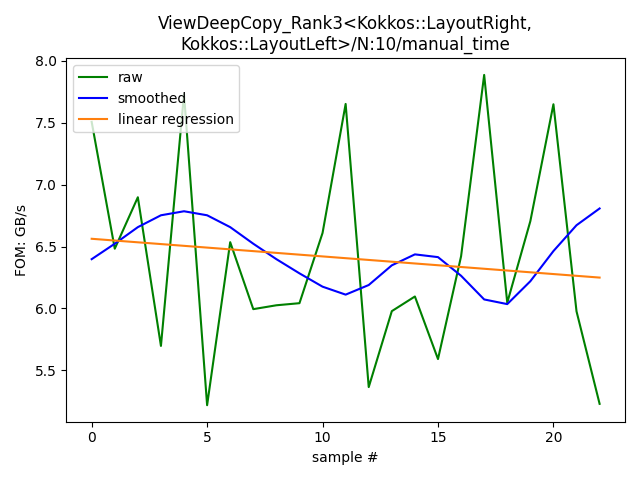 ViewDeepCopy_Rank3<Kokkos::LayoutRight,
Kokkos::LayoutLeft>/N:10/manual_time
raw
smoothed
linear regression
FOM: GB/s
8.0
7.5
7.0
6.5
6.0
5.5
0
5
10
15
20
sample #